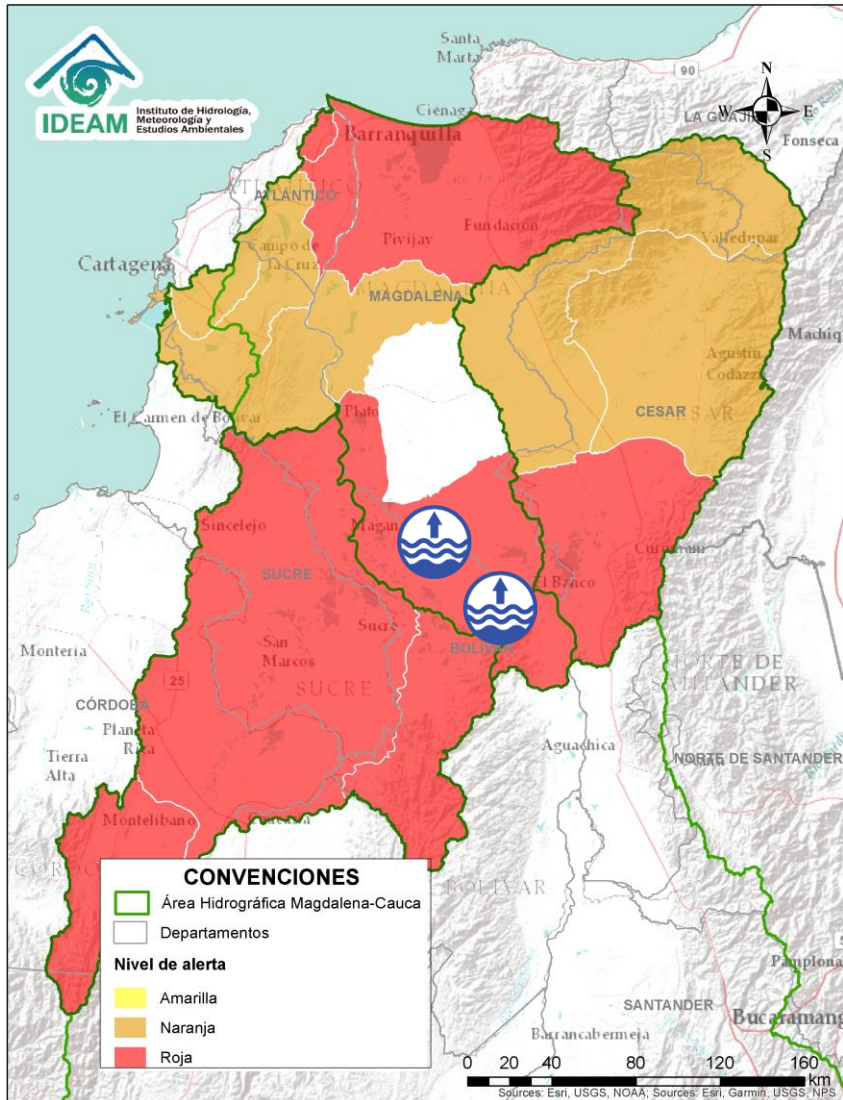 IDEAM
Instituto de Hidrología,
Meteorología y
Estudios Ambientales
Santa
Marta
90
N
W
E
S
LA GUAJI
Fonseca
Ciénaga
Barranquilla
ATLÁNTICO
Fundación
Pivijay
Valledupar
Campo de
la Cruz
Cartagena
MAGDALENA
Machiq
Agustín
Codazzi
CESAR
El Carmen de Bolívar
Plato
Sincelejo
Magan
Curumaní
El Banco
SUCRE
Sucre
Montería
San
Marcos
BOLÍVAR
SUCRE
NORTE DE
SANTANDER
25
CÓRDOBA
Planeta
Rica
Tierra
Alta
Aguachica
NORTE DE SANTANDER
Montelíbano
CONVENCIONES
Área Hidrográfica Magdalena-Cauca
Departamentos
Nivel de alerta
Amarilla
Naranja
Roja
BOLÍVAR
Pamplona
SANTANDER
Bucaramang
Barrancabermeja
0 20 40 80 120 160
km
Sources: Esri, USGS, NOAA; Sources: Esri, Garmin, USGS, NPS